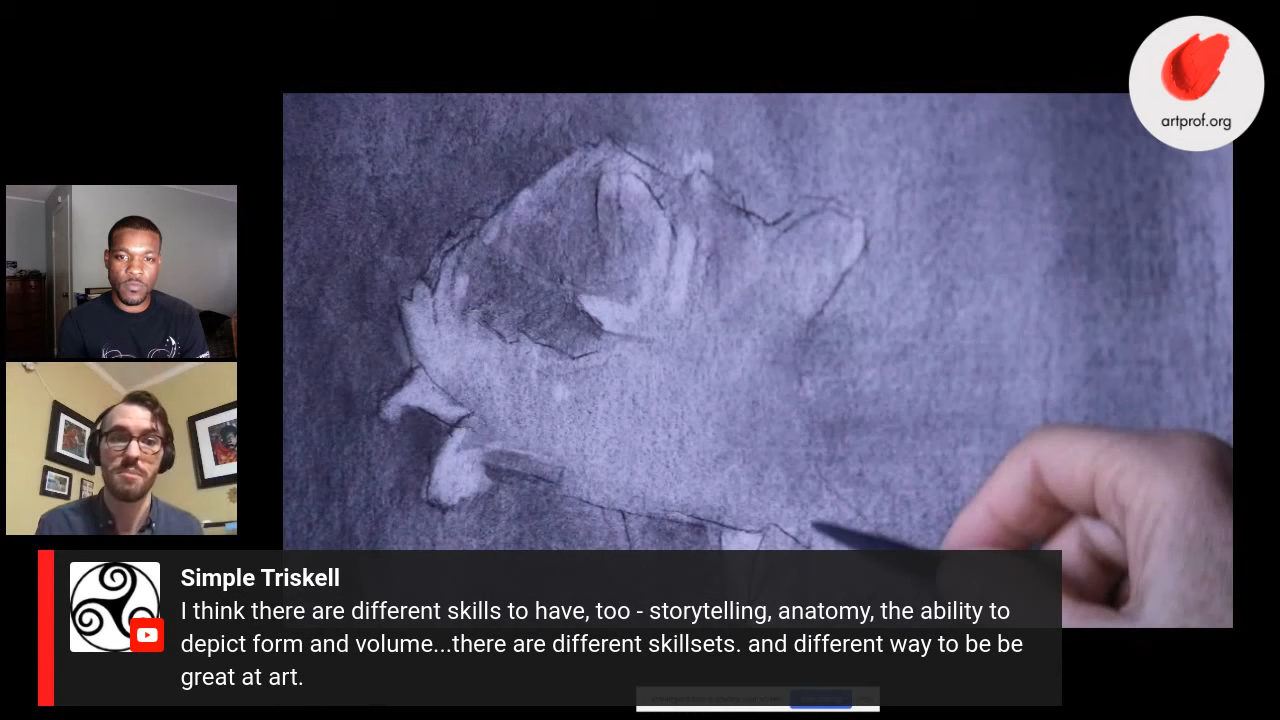 artprof.org
Simple Triskell
I think there are different skills to have, too - storytelling, anatomy, the ability to
depict form and volume...there are different skillsets. and different way to be be
great at art.